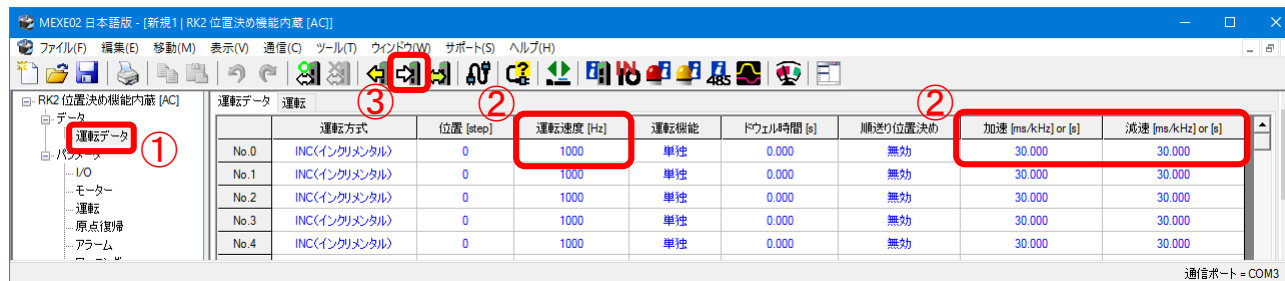 MEXE02 日本語版 - [新規1 | RK2 位置決め機能内蔵 [AC]]
ファイル(F) 編集(E) 移動(M) 表示(V) 通信(C) ツール(T) ウィンドウ(W) サポート(S) ヘルプ(H)
③
RK2 位置決め機能内蔵 [AC]
データ
運転データ
①
パラメータ
I/O
モーター
運転
原点復帰
アラーム
運転データ 運転
② ②
運転方式 位置 [step] 運転速度 [Hz] 運転機能 ドウェル時間 [s] 順送り位置決め 加速 [ms/kHz] or [s] 減速 [ms/kHz] or [s]
No.0 INC(インクリメンタル) 0 1000 単独 0.000 無効 30.000 30.000
No.1 INC(インクリメンタル) 0 1000 単独 0.000 無効 30.000 30.000
No.2 INC(インクリメンタル) 0 1000 単独 0.000 無効 30.000 30.000
No.3 INC(インクリメンタル) 0 1000 単独 0.000 無効 30.000 30.000
No.4 INC(インクリメンタル) 0 1000 単独 0.000 無効 30.000 30.000
通信ポート = COM3